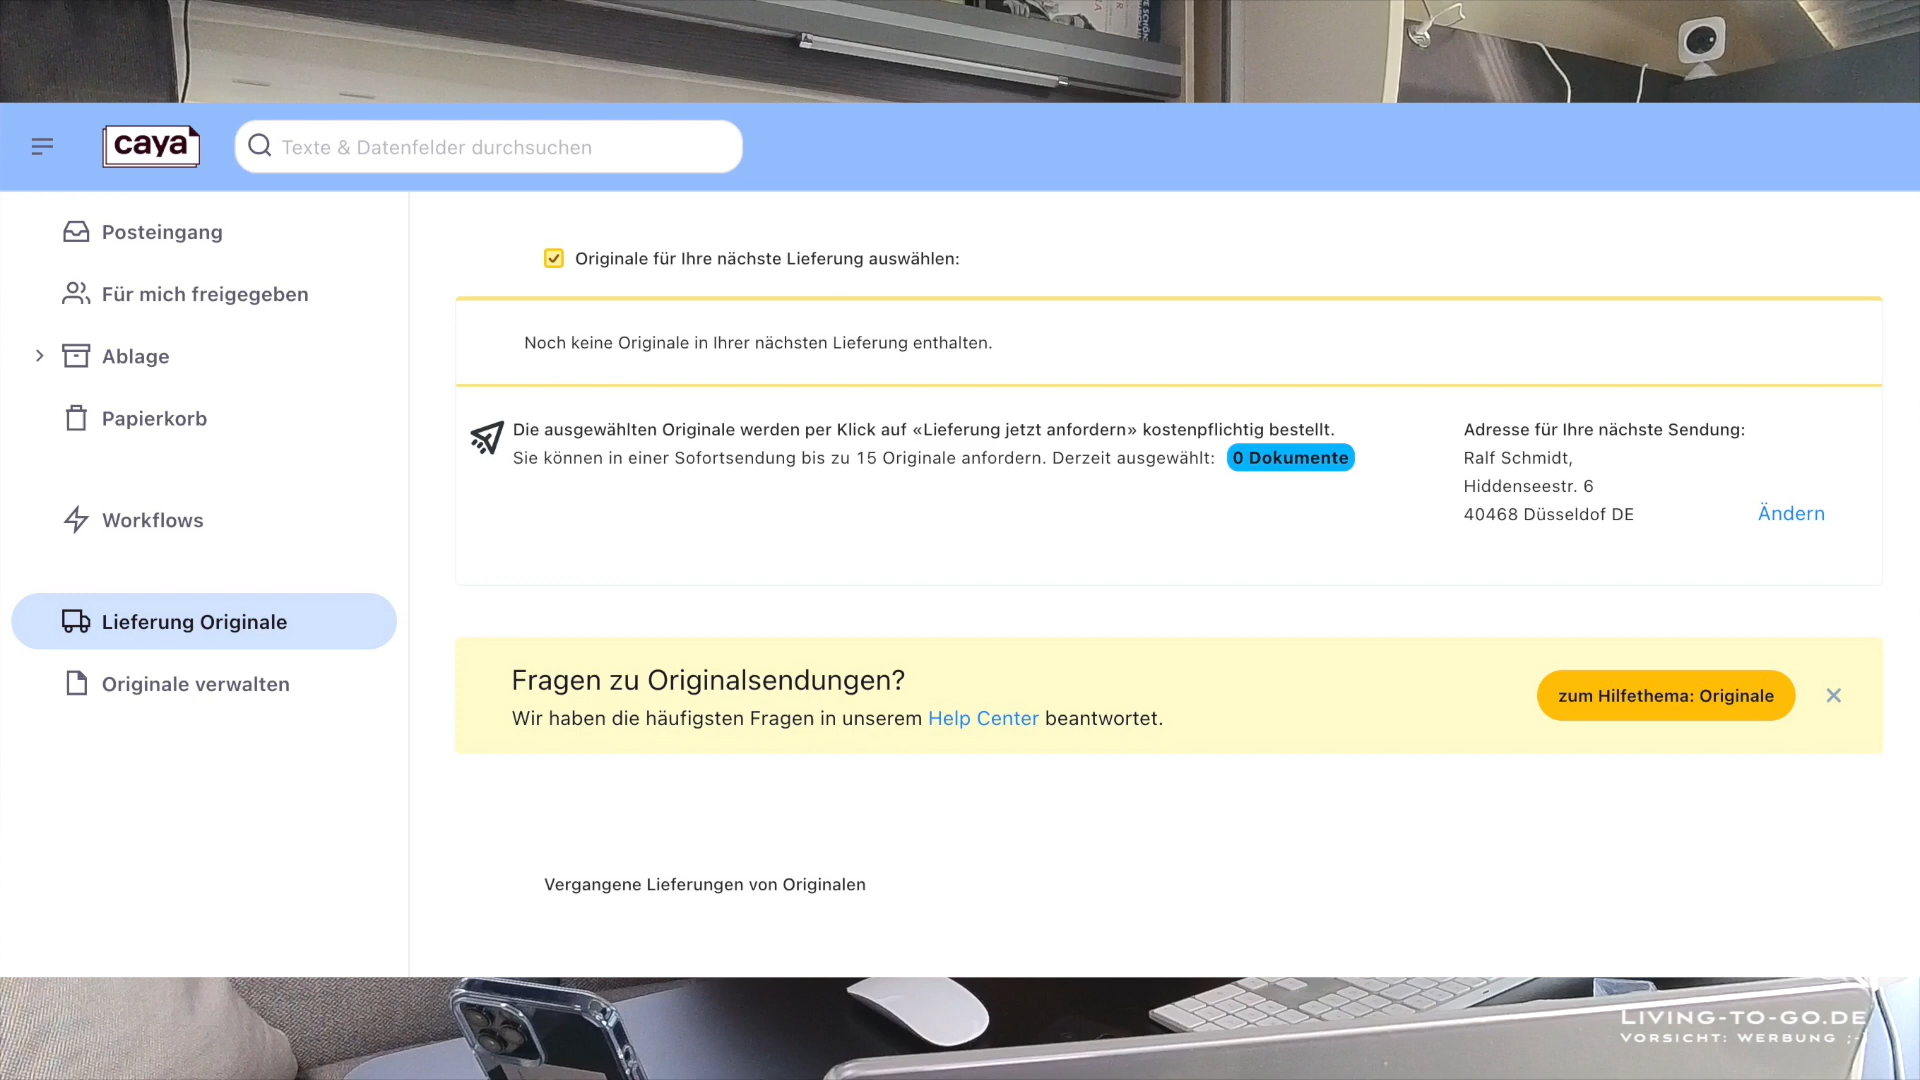 caya
Texte & Datenfelder durchsuchen
Posteingang
Für mich freigegeben
Ablage
Papierkorb
Workflows
Lieferung Originale
Originale verwalten
Originale für Ihre nächste Lieferung auswählen:
Noch keine Originale in Ihrer nächsten Lieferung enthalten.
Die ausgewählten Originale werden per Klick auf «Lieferung jetzt anfordern» kostenpflichtig bestellt.
Sie können in einer Sofortsendung bis zu 15 Originale anfordern. Derzeit ausgewählt: 0 Dokumente
Adresse für Ihre nächste Sendung:
Ralf Schmidt,
Hiddenseestr. 6
40468 Düsseldof DE
Ändern
Fragen zu Originalsendungen?
Wir haben die häufigsten Fragen in unserem Help Center beantwortet.
zum Hilfethema: Originale
Vergangene Lieferungen von Originalen
LIVING-TO-GO.DE
VORSICHT: WERBUNG ;-)